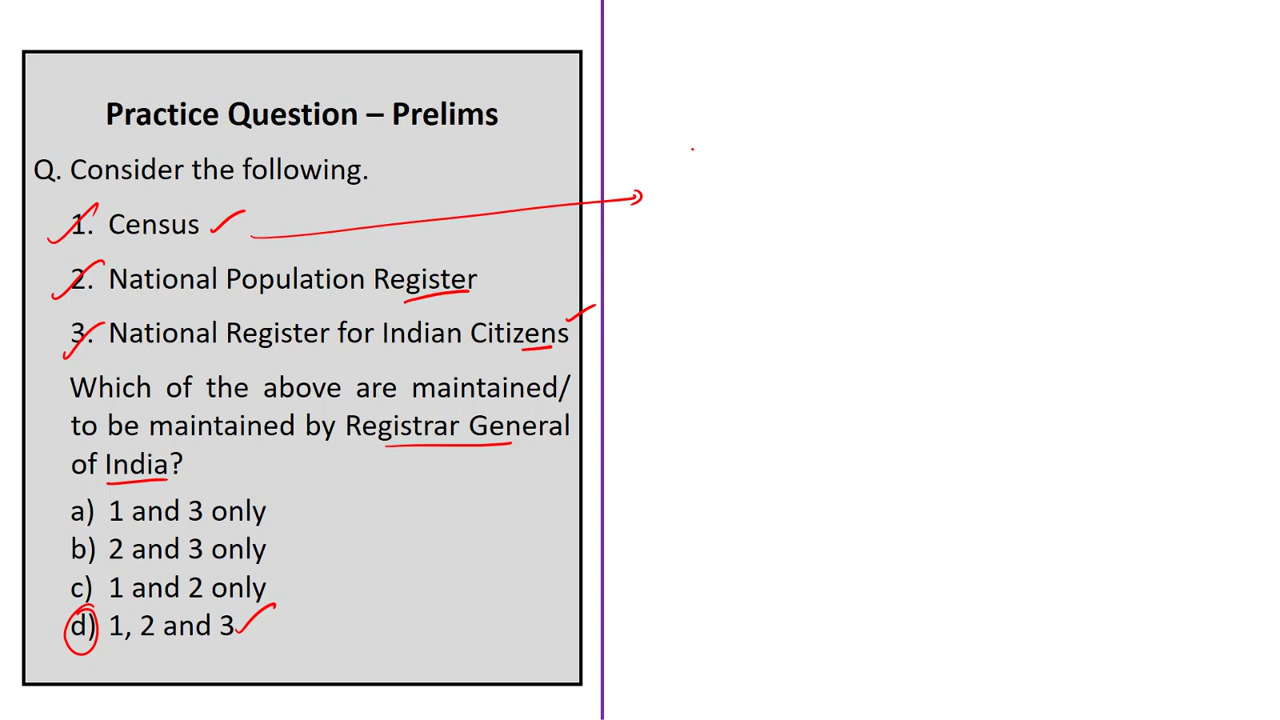 Practice Question – Prelims
Q. Consider the following.
1. Census
2. National Population Register
3. National Register for Indian Citizens
Which of the above are maintained/
to be maintained by Registrar General
of India?
a) 1 and 3 only
b) 2 and 3 only
c) 1 and 2 only
d) 1, 2 and 3